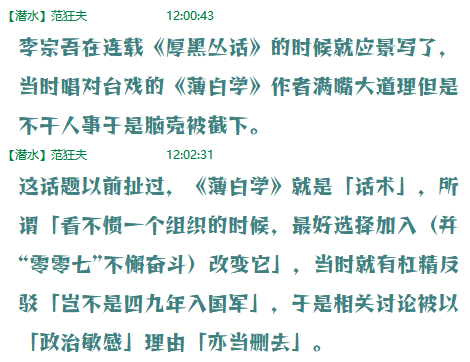 【潜水】范狂夫 12:00:43
李宗吾在连载《厚黑丛话》的时候就应景写了，
当时唱对台戏的《薄白学》作者满嘴大道理但是
不干人事于是脑壳被截下。
【潜水】范狂夫 12:02:31
这话题以前扯过，《薄白学》就是「话术」，所
谓「看不惯一个组织的时候，最好选择加入（并
“零零七”不懈奋斗）改变它」，当时就有杠精反
驳「岂不是四九年入国军」，于是相关讨论被以
「政治敏感」理由「亦当删去」。